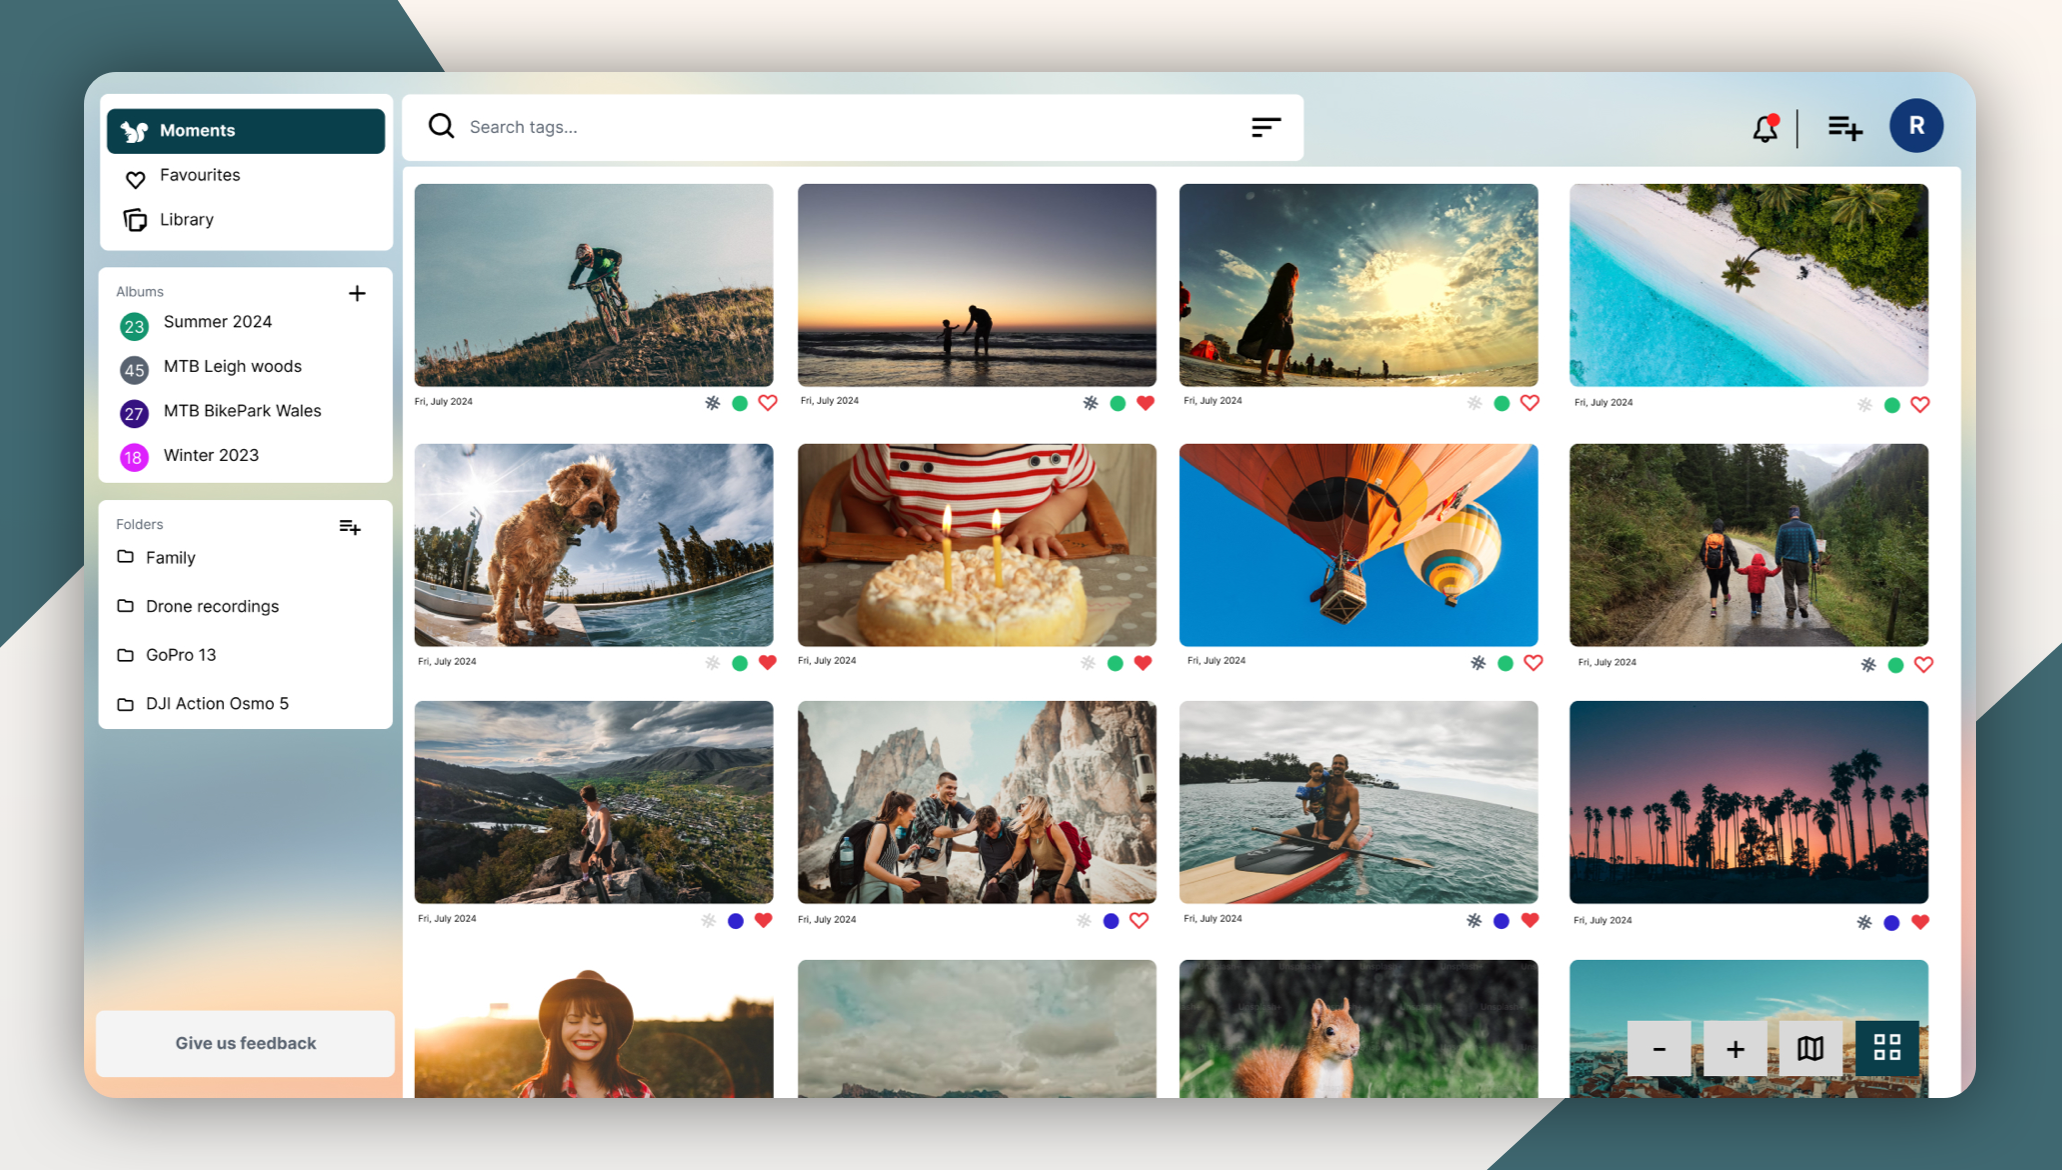 Moments
Favourites
Library
Albums
23 Summer 2024
45 MTB Leigh woods
27 MTB BikePark Wales
18 Winter 2023
Folders
Family
Drone recordings
GoPro 13
DJI Action Osmo 5
Give us feedback
Search tags...
R
Fri, July 2024
Fri, July 2024
Fri, July 2024
Fri, July 2024
Fri, July 2024
Fri, July 2024
Fri, July 2024
Fri, July 2024
Fri, July 2024
Fri, July 2024
Fri, July 2024
Fri, July 2024